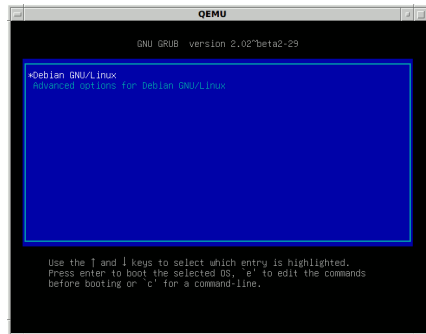 QEMU
GNU GRUB  version 2.02~beta2-29
*Debian GNU/Linux
Advanced options for Debian GNU/Linux
Use the ↑ and ↓ keys to select which entry is highlighted.
Press enter to boot the selected OS, `e' to edit the commands
before booting or `c' for a command-line.